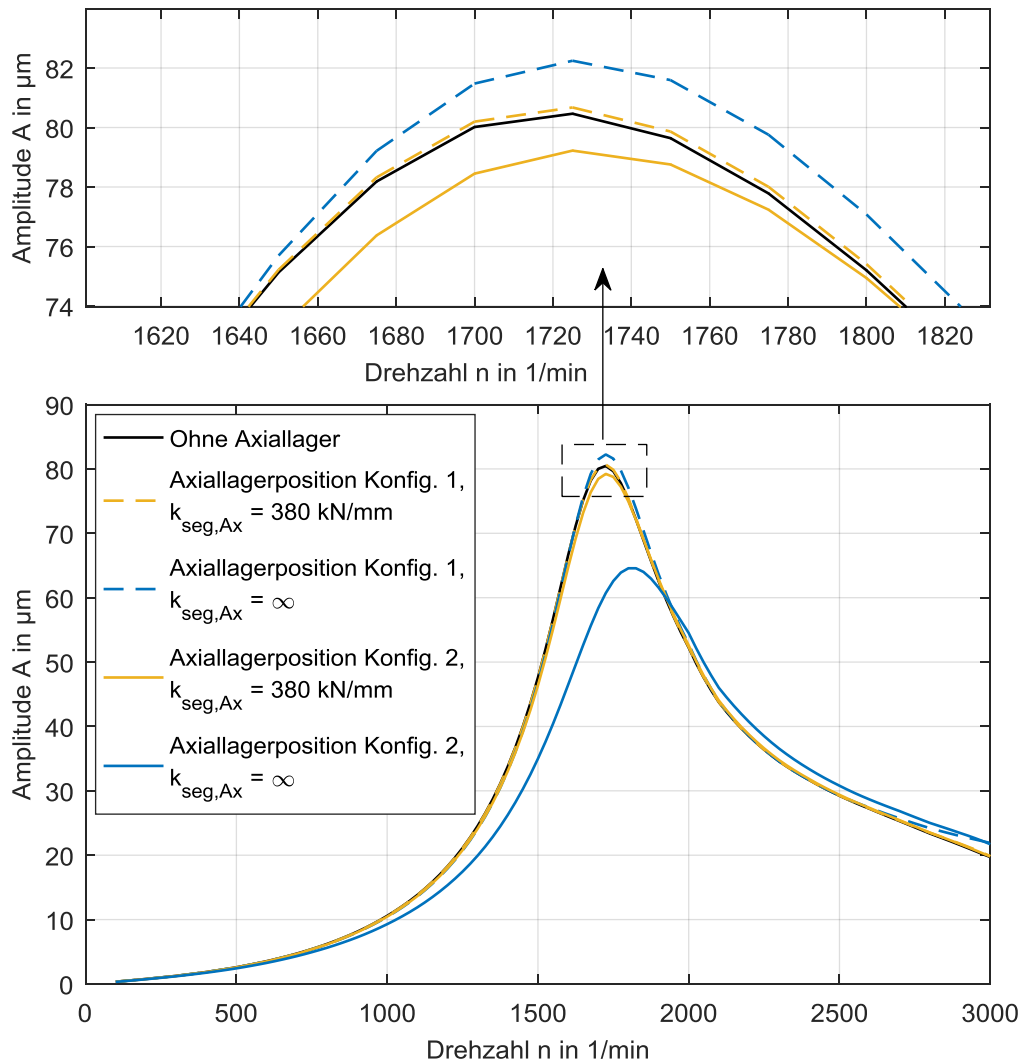 82
80
78
76
74
Amplitude A in µm
1620 1640 1660 1680 1700 1720 1740 1760 1780 1800 1820
Drehzahl n in 1/min
90
80
70
60
50
40
30
20
10
0
Amplitude A in µm
Ohne Axiallager
Axiallagerposition Konfig. 1,
k_seg,Ax = 380 kN/mm
Axiallagerposition Konfig. 1,
k_seg,Ax = ∞
Axiallagerposition Konfig. 2,
k_seg,Ax = 380 kN/mm
Axiallagerposition Konfig. 2,
k_seg,Ax = ∞
0 500 1000 1500 2000 2500 3000
Drehzahl n in 1/min